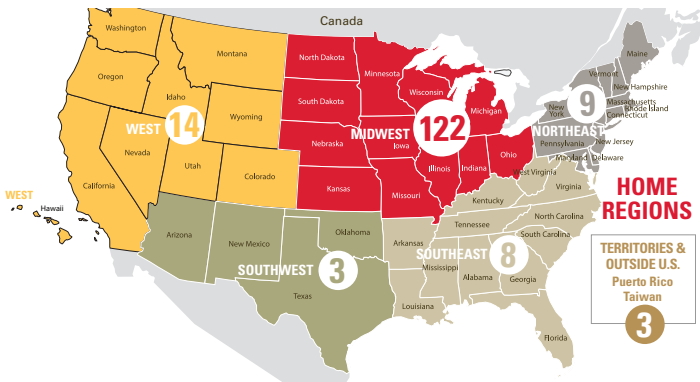 Canada
Washington
Montana
North Dakota
Minnesota
Maine
Oregon
Idaho
South Dakota
Wisconsin
Michigan
Vermont
New Hampshire
Wyoming
New
York
9
Massachusetts
Rhode Island
Connecticut
WEST 14
MIDWEST 122
NORTHEAST
Nevada
Utah
Nebraska
Iowa
Pennsylvania
New Jersey
California
Colorado
Kansas
Missouri
Illinois
Indiana
Ohio
Maryland
Delaware
West Virginia
Virginia
WEST
Hawaii
Kentucky
HOME
REGIONS
Arizona
New Mexico
Oklahoma
Arkansas
Tennessee
North Carolina
South Carolina
SOUTHWEST 3
SOUTHEAST 8
Texas
Louisiana
Mississippi
Alabama
Georgia
Florida
TERRITORIES &
OUTSIDE U.S.
Puerto Rico
Taiwan
3